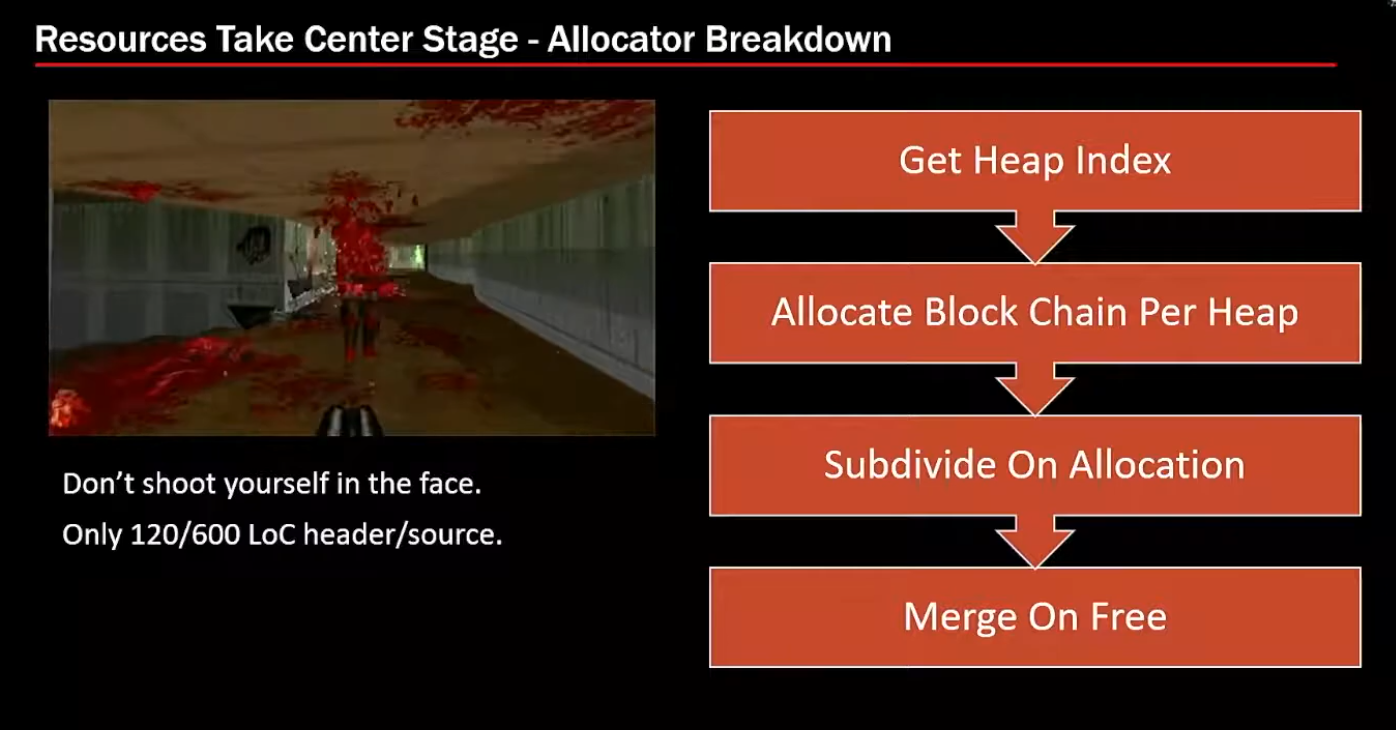 Resources Take Center Stage - Allocator Breakdown
Don't shoot yourself in the face.
Only 120/600 LoC header/source.
Get Heap Index
Allocate Block Chain Per Heap
Subdivide On Allocation
Merge On Free